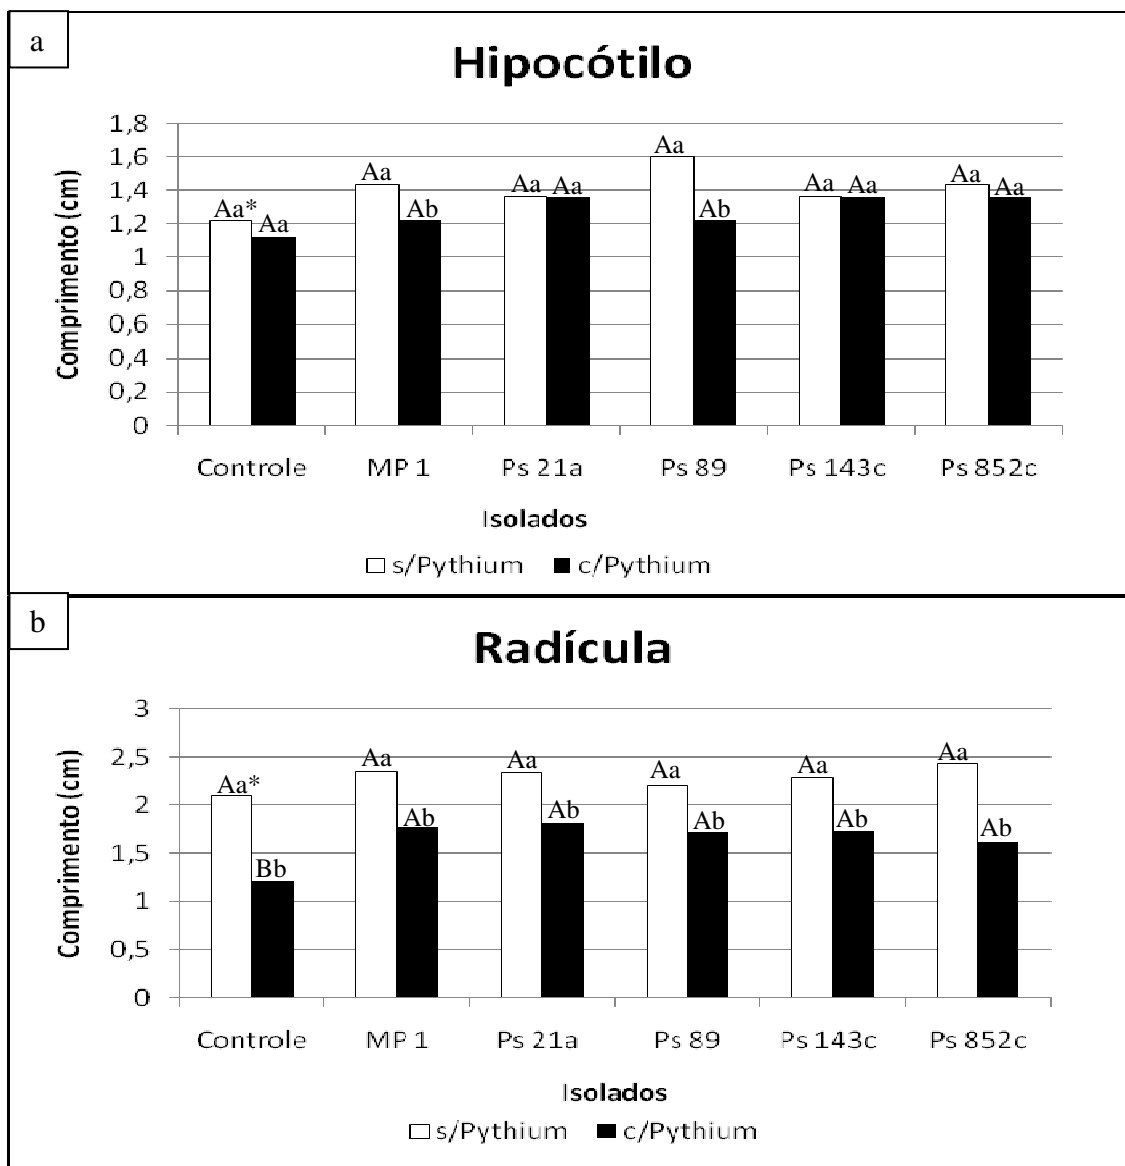 a
Hipocótilo
Comprimento (cm)
1,8
1,6
1,4
1,2
1
0,8
0,6
0,4
0,2
0
Aa* Aa Aa Ab Aa Aa Aa Ab Aa Aa Aa Aa
Controle MP 1 Ps 21a Ps 89 Ps 143c Ps 852c
Isolados
s/Pythium c/Pythium
b
Radícula
Comprimento (cm)
3
2,5
2
1,5
1
0,5
0
Aa* Bb Aa Ab Aa Ab Aa Ab Aa Ab Aa Ab
Controle MP 1 Ps 21a Ps 89 Ps 143c Ps 852c
Isolados
s/Pythium c/Pythium